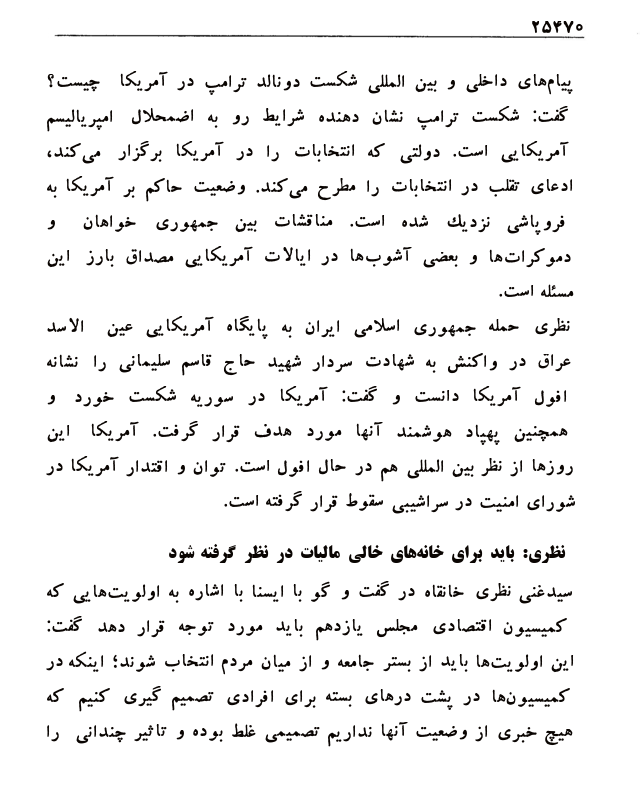 ۲۵۴۷۰
پیام‌های داخلی و بین المللی شکست دونالد ترامپ در آمریکا چیست؟
گفت: شکست ترامپ نشان دهنده شرایط رو به اضمحلال امپریالیسم
آمریکایی است. دولتی که انتخابات را در آمریکا برگزار می‌کند،
ادعای تقلب در انتخابات را مطرح می‌کند. وضعیت حاکم بر آمریکا به
فروپاشی نزدیك شده است. مناقشات بین جمهوری خواهان و
دموکرات‌ها و بعضی آشوب‌ها در ایالات آمریکایی مصداق بارز این
مسئله است.
نظری حمله جمهوری اسلامی ایران به پایگاه آمریکایی عین الاسد
عراق در واکنش به شهادت سردار شهید حاج قاسم سلیمانی را نشانه
افول آمریکا دانست و گفت: آمریکا در سوریه شکست خورد و
همچنین پهپاد هوشمند آنها مورد هدف قرار گرفت. آمریکا این
روزها از نظر بین المللی هم در حال افول است. توان و اقتدار آمریکا در
شورای امنیت در سراشیبی سقوط قرار گرفته است.
نظری: باید برای خانه‌های خالی مالیات در نظر گرفته شود
سیدغنی نظری خانقاه در گفت و گو با ایسنا با اشاره به اولویت‌هایی که
کمیسیون اقتصادی مجلس یازدهم باید مورد توجه قرار دهد گفت:
این اولویت‌ها باید از بستر جامعه و از میان مردم انتخاب شوند؛ اینکه در
کمیسیون‌ها در پشت درهای بسته برای افرادی تصمیم گیری کنیم که
هیچ خبری از وضعیت آنها نداریم تصمیمی غلط بوده و تاثیر چندانی را